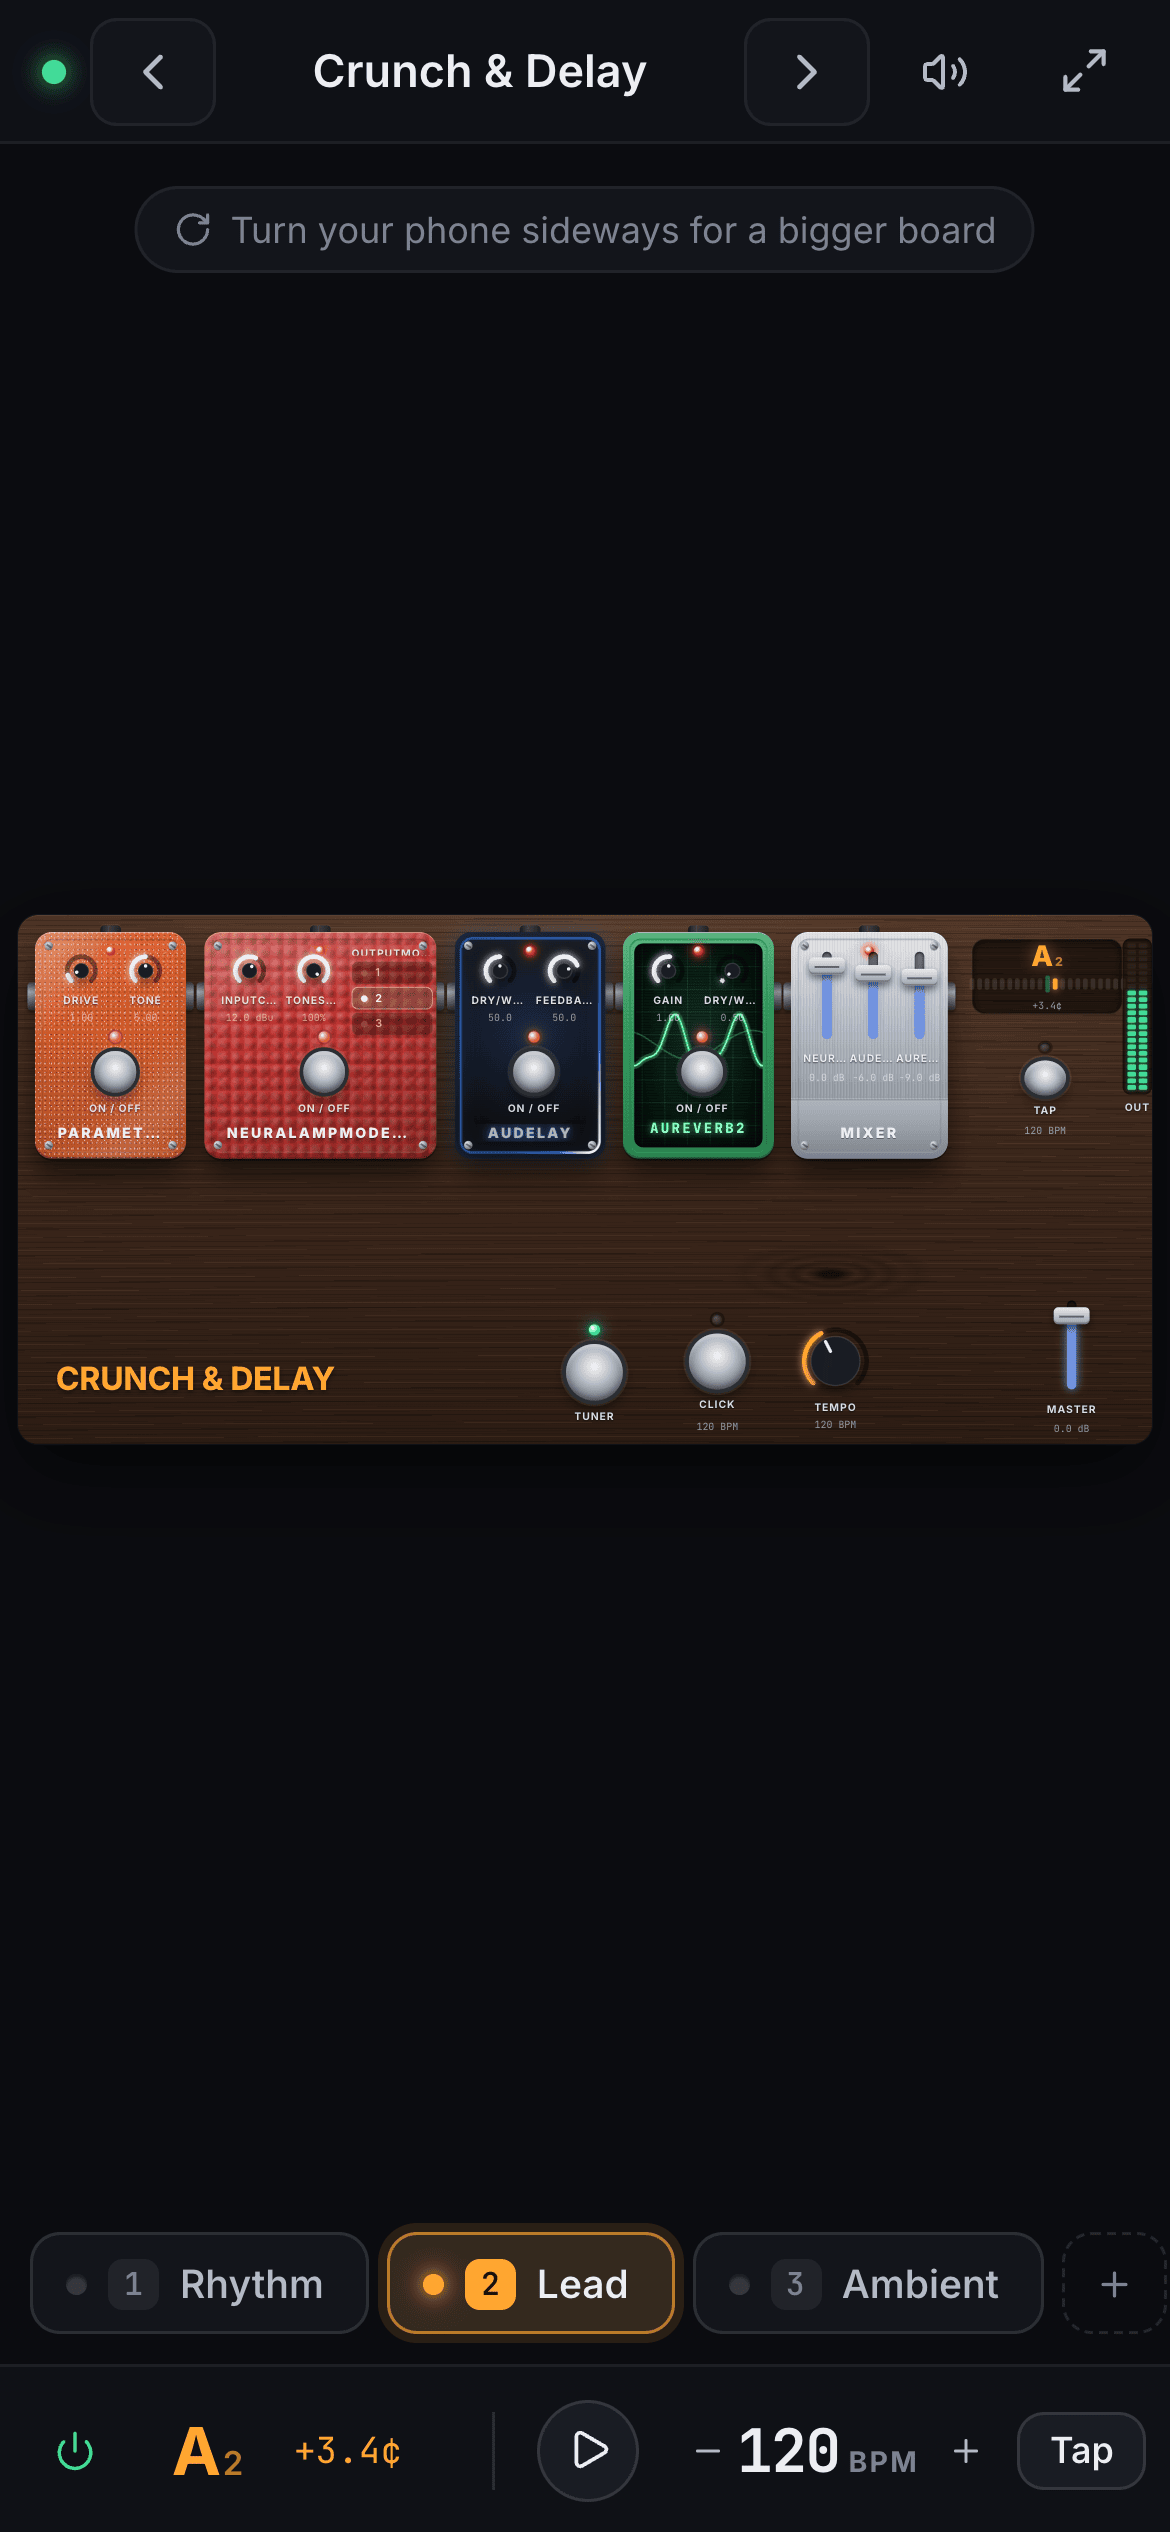 Crunch & Delay
Turn your phone sideways for a bigger board
DRIVE TONE
1.00 5.00
ON / OFF
PARAMET...
INPUTC... TONES... OUTPUTMO
12.0 dBu 100%
1
2
3
ON / OFF
NEURALAMPMODE...
DRY/W... FEEDBA...
50.0 50.0
ON / OFF
AUDELAY
GAIN DRY/W...
ON / OFF
AUREVERB2
NEUR... AUDE... AURE...
0.0 dB -6.0 dB -9.0 dB
MIXER
A2
+3.4¢
TAP
120 BPM
OUT
CRUNCH & DELAY
TUNER
CLICK
120 BPM
TEMPO
120 BPM
MASTER
0.0 dB
1 Rhythm
2 Lead
3 Ambient
+
A2 +3.4¢
− 120 BPM +
Tap